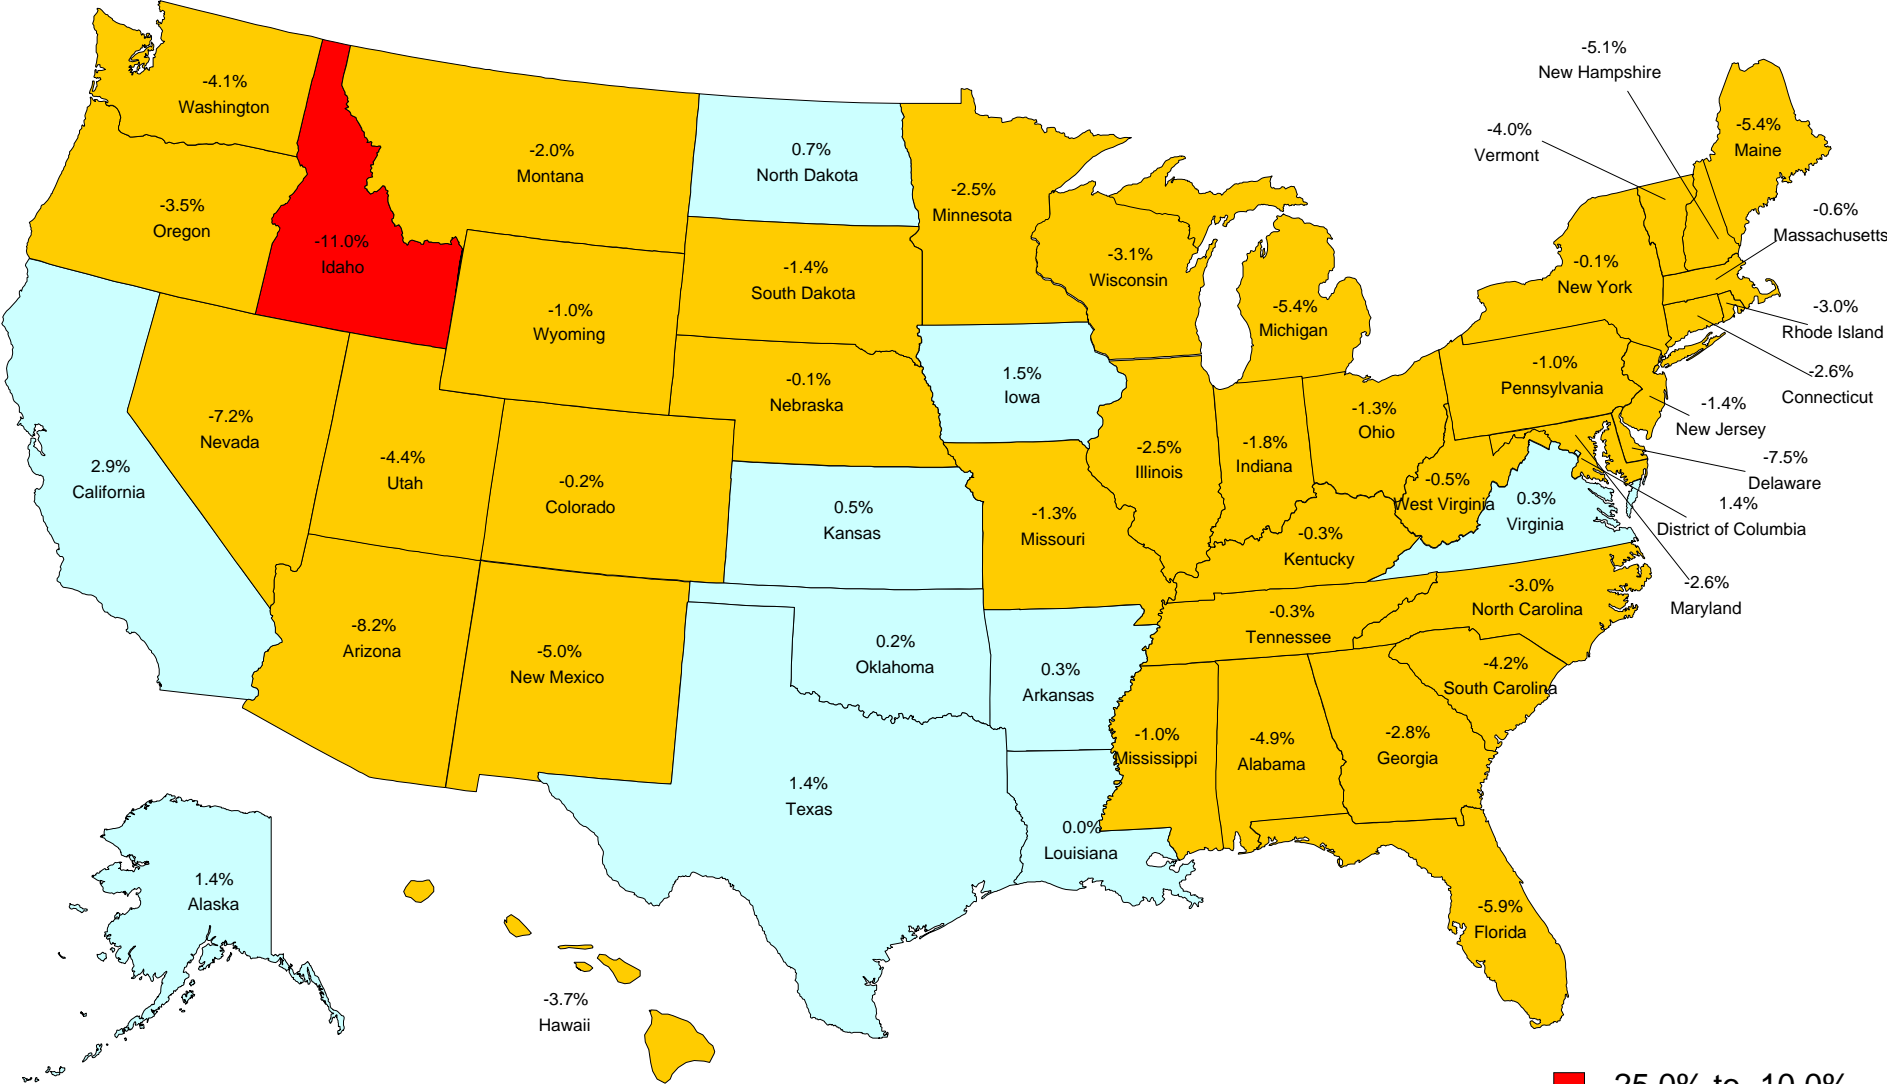 -5.1%
New Hampshire
-4.1%
Washington
-4.0%
Vermont
-5.4%
Maine
-2.0%
Montana
0.7%
North Dakota
-2.5%
Minnesota
-3.5%
Oregon
-0.6%
Massachusetts
-11.0%
Idaho
-1.4%
South Dakota
-3.1%
Wisconsin
-0.1%
New York
-1.0%
Wyoming
-5.4%
Michigan
-3.0%
Rhode Island
-0.1%
Nebraska
1.5%
Iowa
-1.0%
Pennsylvania
-2.6%
Connecticut
-7.2%
Nevada
-1.3%
Ohio
-1.4%
New Jersey
2.9%
California
-4.4%
Utah
-0.2%
Colorado
-2.5%
Illinois
-1.8%
Indiana
-0.5%
West Virginia
-7.5%
Delaware
0.5%
Kansas
-1.3%
Missouri
0.3%
Virginia
1.4%
District of Columbia
-0.3%
Kentucky
-2.6%
Maryland
-8.2%
Arizona
-5.0%
New Mexico
0.2%
Oklahoma
0.3%
Arkansas
-0.3%
Tennessee
-3.0%
North Carolina
-4.2%
South Carolina
-1.0%
Mississippi
-4.9%
Alabama
-2.8%
Georgia
1.4%
Texas
0.0%
Louisiana
1.4%
Alaska
-5.9%
Florida
-3.7%
Hawaii
-25.0% to -10.0%